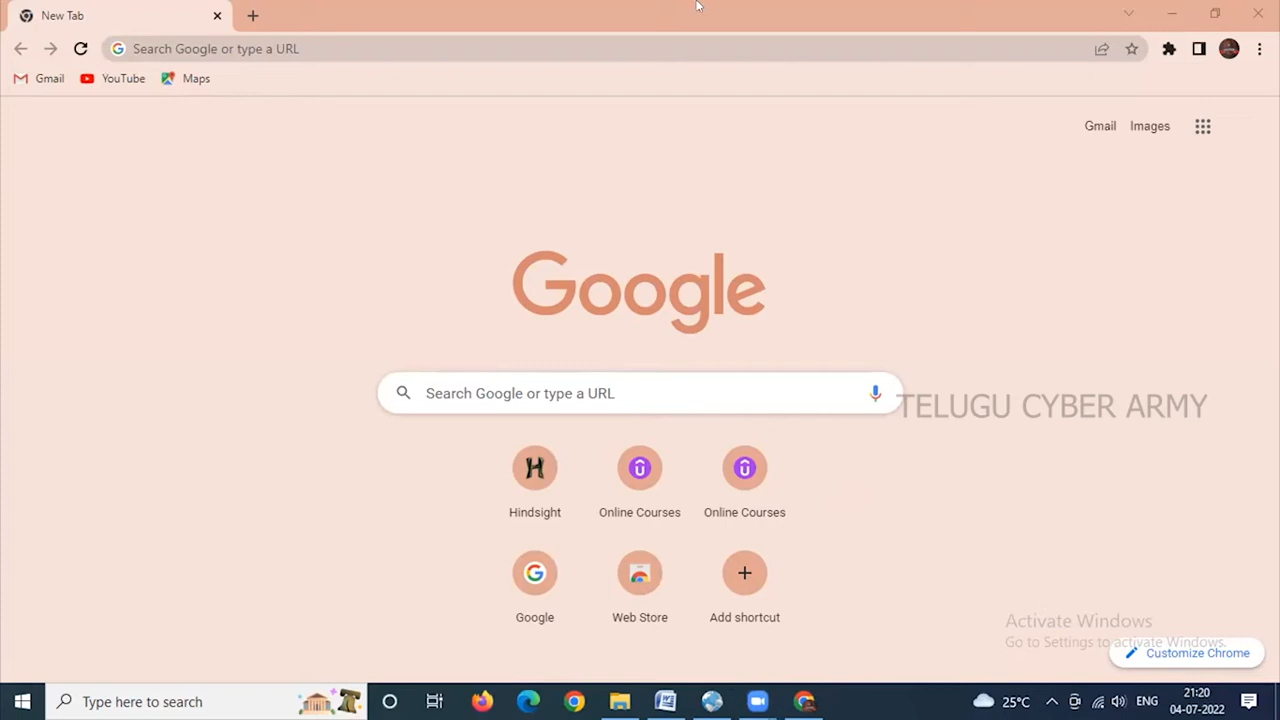 New Tab
Search Google or type a URL
Gmail YouTube Maps
Gmail Images
Google
Search Google or type a URL
TELUGU CYBER ARMY
Hindsight Online Courses Online Courses
Google Web Store Add shortcut
Activate Windows
Go to Settings to activate Windows.
Customize Chrome
Type here to search
25°C ENG 21:20
04-07-2022